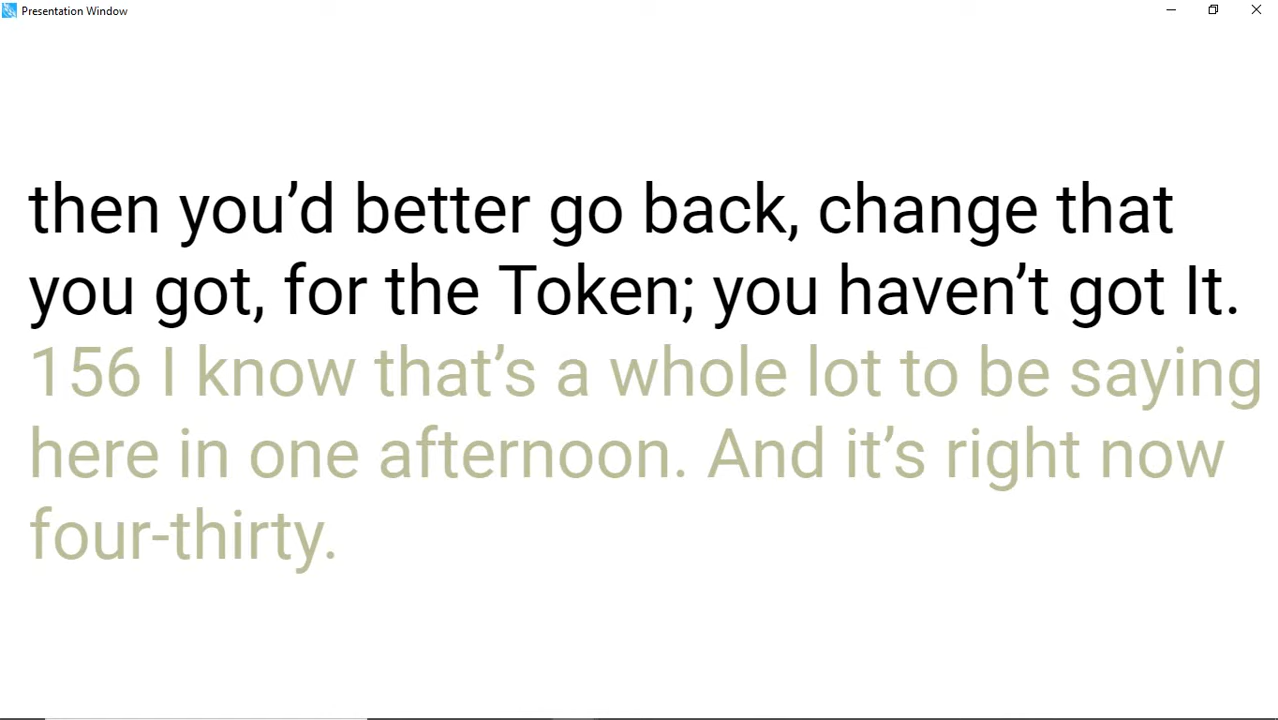 Presentation Window
then you’d better go back, change that
you got, for the Token; you haven’t got It.
156 I know that’s a whole lot to be saying
here in one afternoon. And it’s right now
four-thirty.